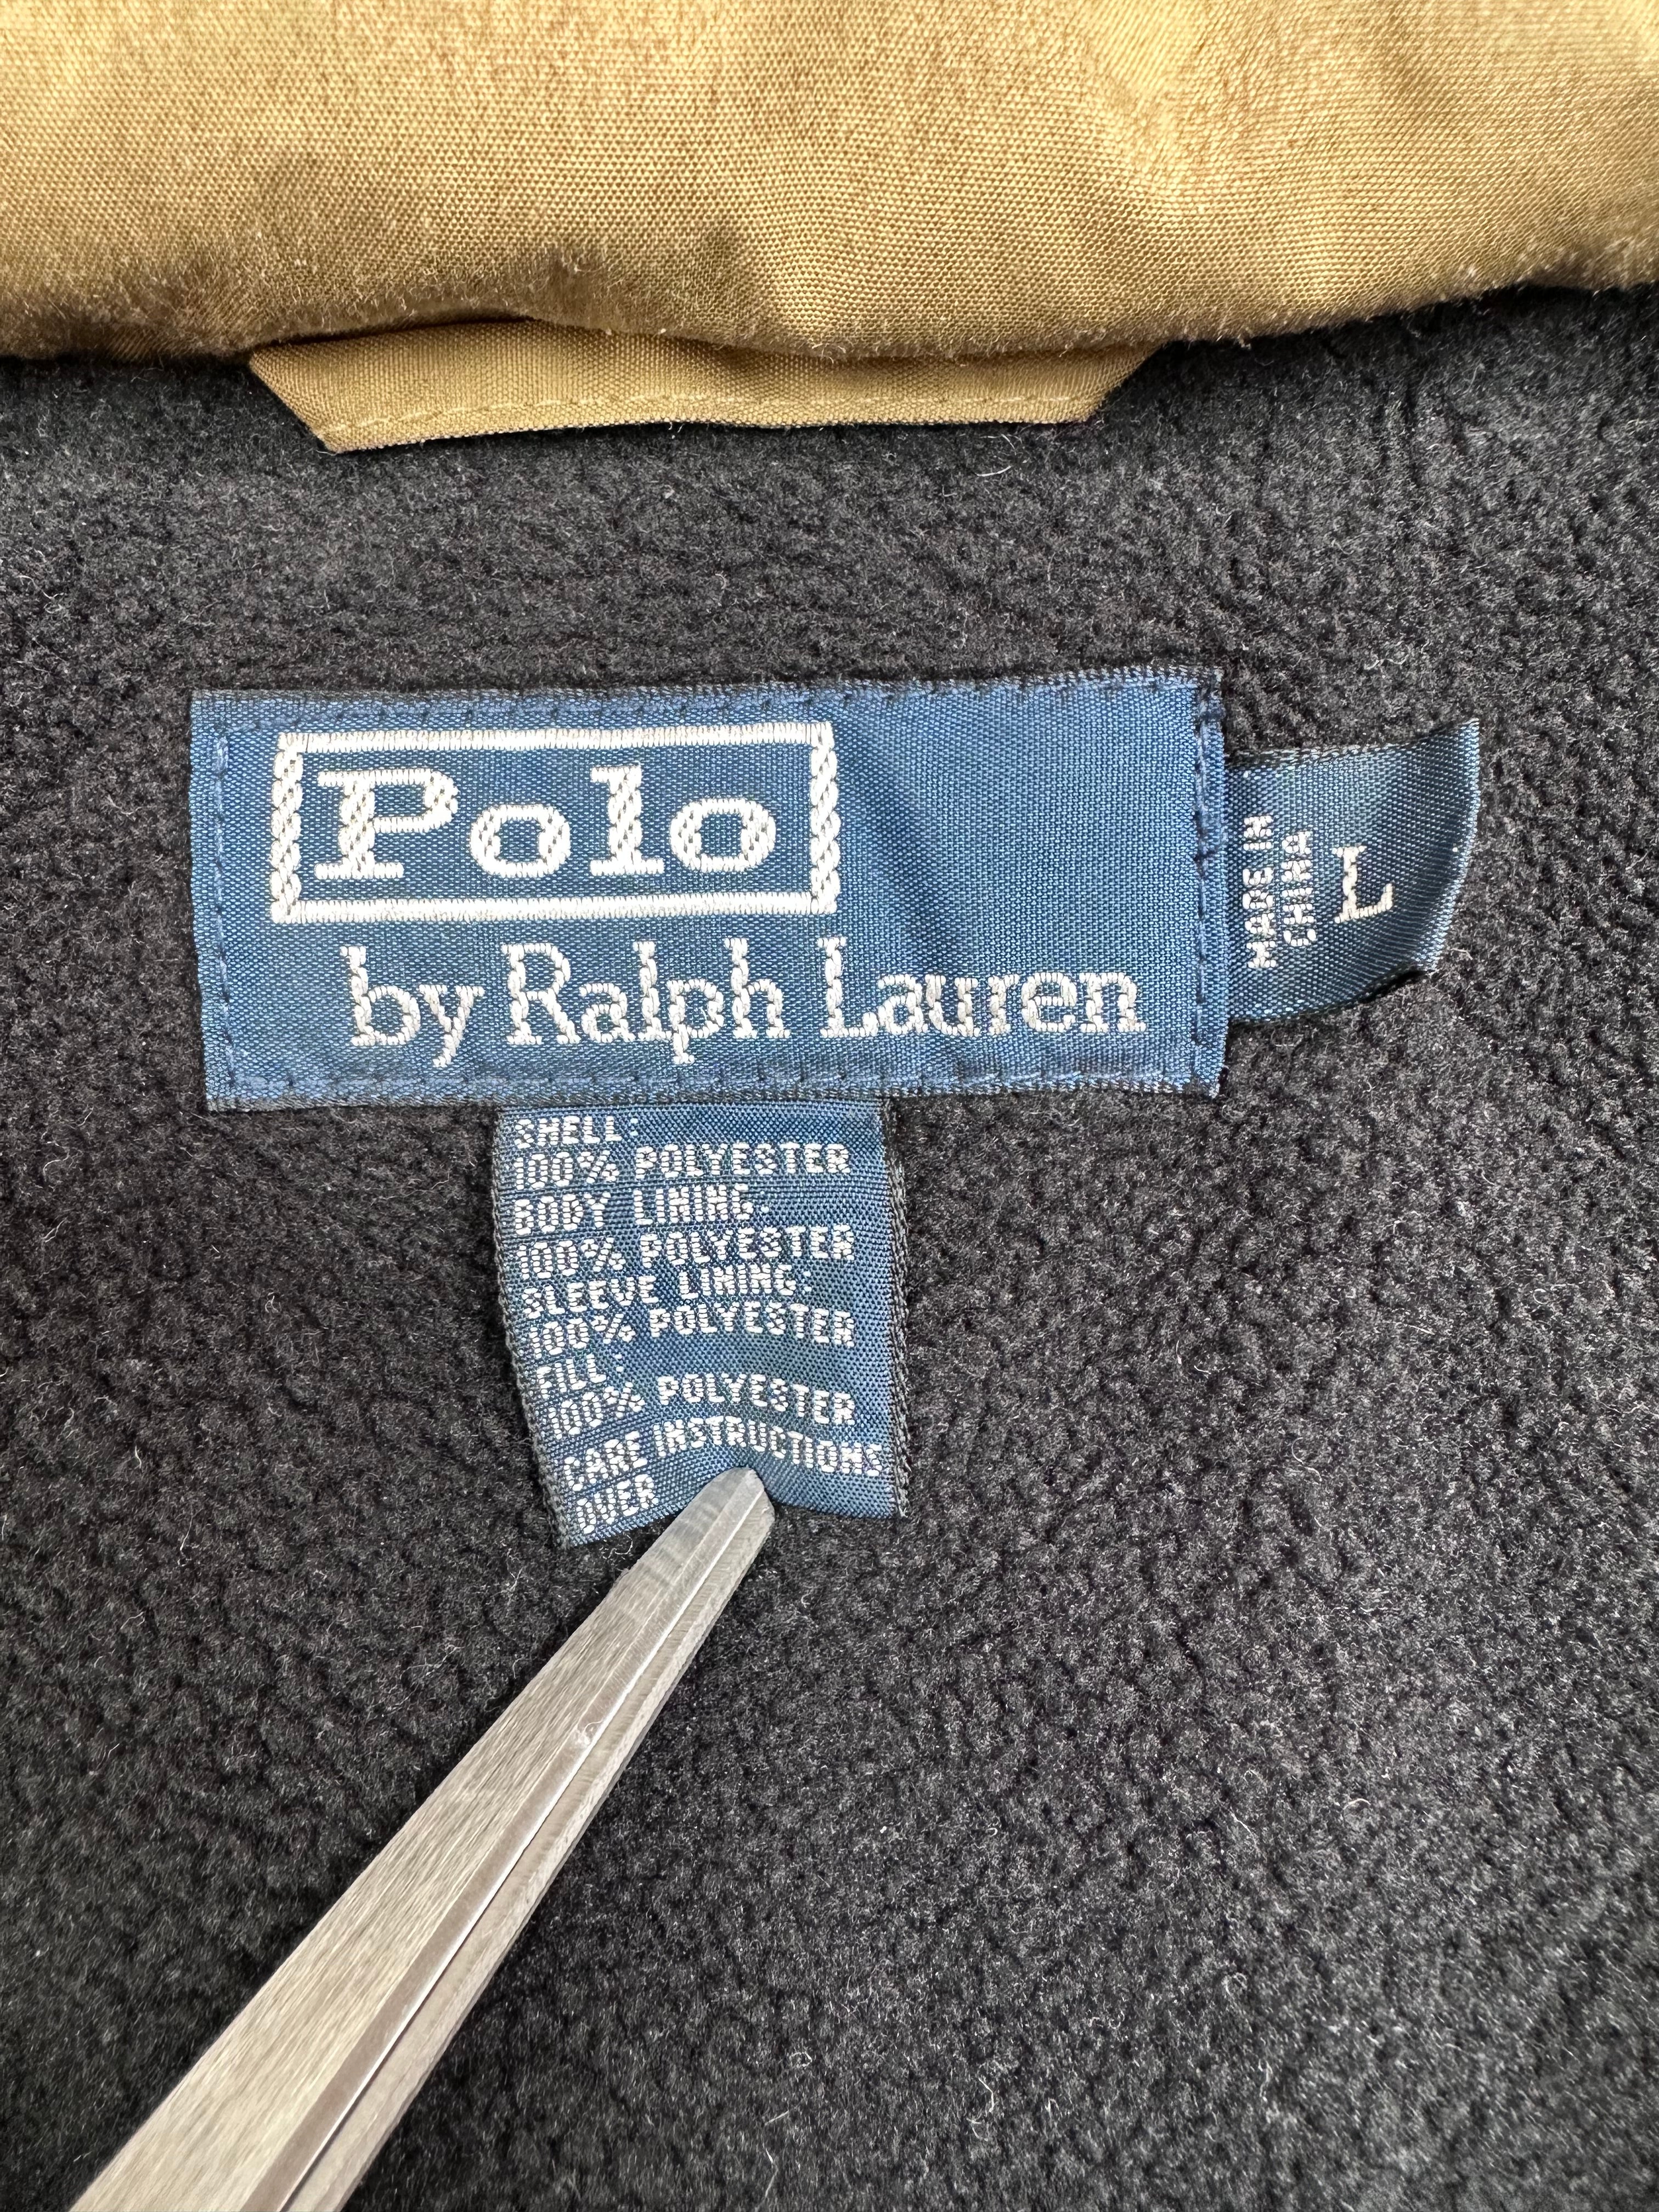 Polo
by Ralph Lauren
MADE IN
CHINA
L
SHELL:
100% POLYESTER
BODY LINING:
100% POLYESTER
SLEEVE LINING:
100% POLYESTER
FILL:
100% POLYESTER
CARE INSTRUCTIONS
OVER